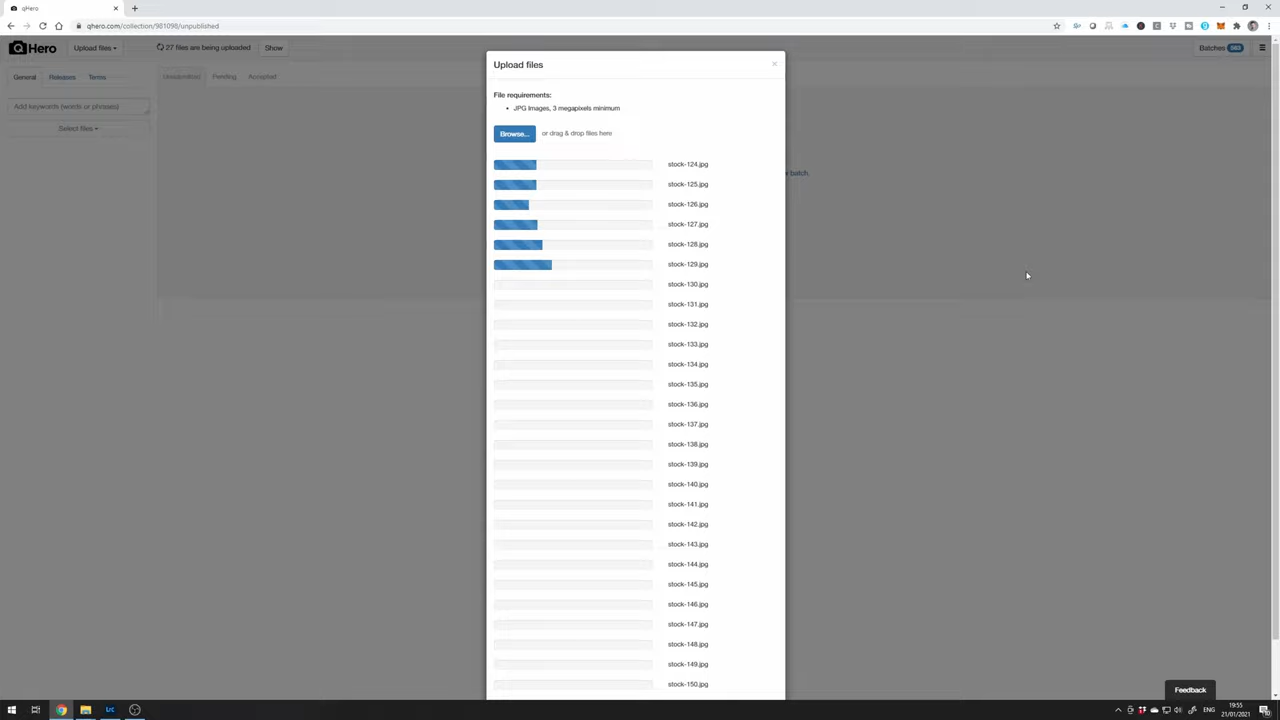 qHero
qhero.com/collection/981098/unpublished
QHero
Upload files
27 files are being uploaded
Show
Batches 563
General
Releases
Terms
Unsubmitted
Pending
Accepted
Add keywords (words or phrases)
Select files
Upload files
File requirements:
JPG Images, 3 megapixels minimum
Browse...
or drag & drop files here
batch.
stock-124.jpg
stock-125.jpg
stock-126.jpg
stock-127.jpg
stock-128.jpg
stock-129.jpg
stock-130.jpg
stock-131.jpg
stock-132.jpg
stock-133.jpg
stock-134.jpg
stock-135.jpg
stock-136.jpg
stock-137.jpg
stock-138.jpg
stock-139.jpg
stock-140.jpg
stock-141.jpg
stock-142.jpg
stock-143.jpg
stock-144.jpg
stock-145.jpg
stock-146.jpg
stock-147.jpg
stock-148.jpg
stock-149.jpg
stock-150.jpg
Feedback
LrC
ENG
19:55
21/01/2021